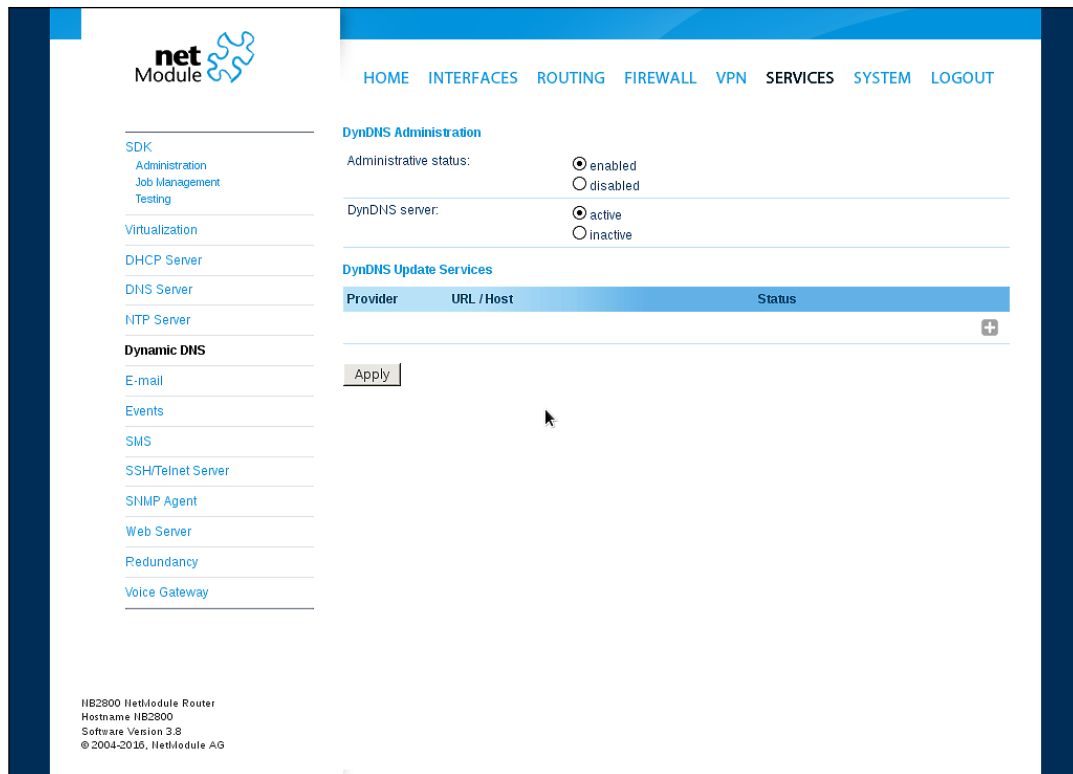 net
Module
HOME INTERFACES ROUTING FIREWALL VPN SERVICES SYSTEM LOGOUT
SDK
Administration
Job Management
Testing
Virtualization
DHCP Server
DNS Server
NTP Server
Dynamic DNS
E-mail
Events
SMS
SSH/Telnet Server
SNMP Agent
Web Server
Redundancy
Voice Gateway
DynDNS Administration
Administrative status:
enabled
disabled
DynDNS server:
active
inactive
DynDNS Update Services
Provider URL / Host Status
Apply
NB2800 NetModule Router
Hostname NB2800
Software Version 3.8
© 2004-2016, NetModule AG